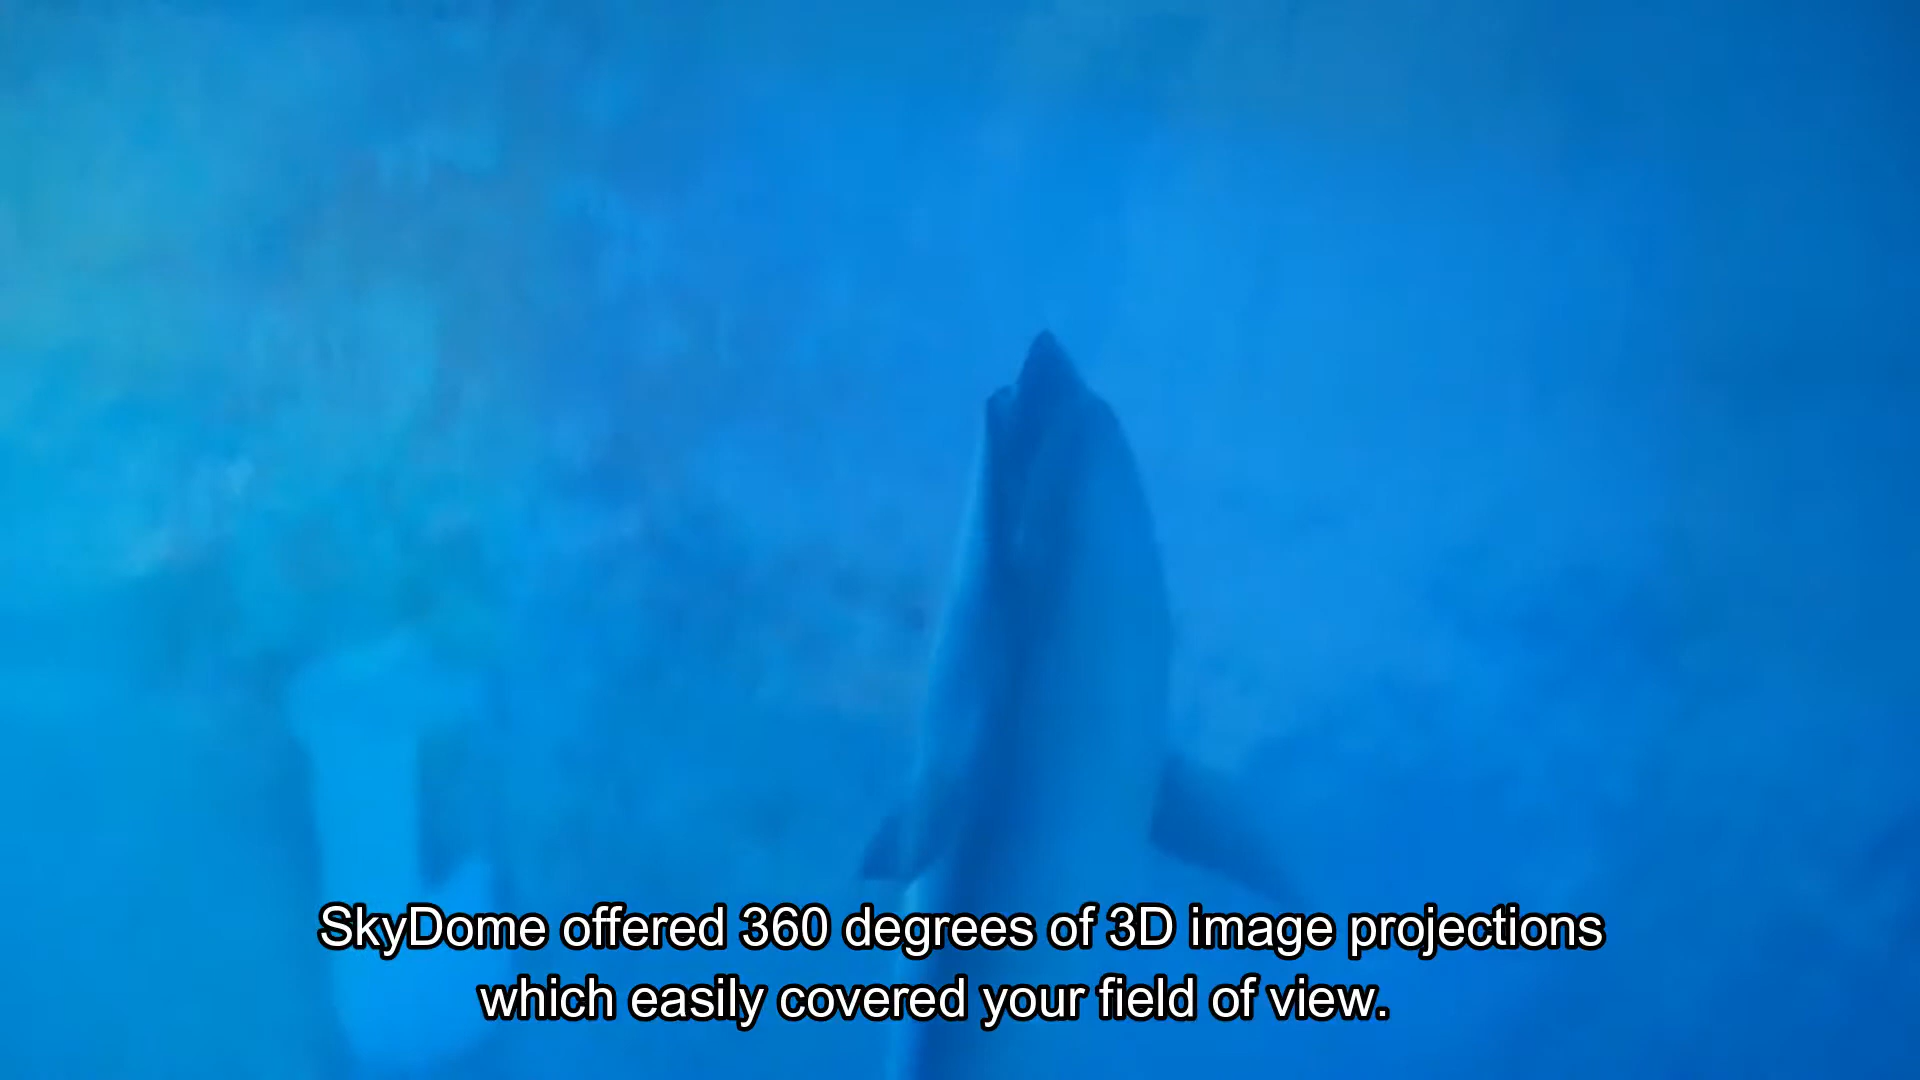 SkyDome offered 360 degrees of 3D image projections
which easily covered your field of view.